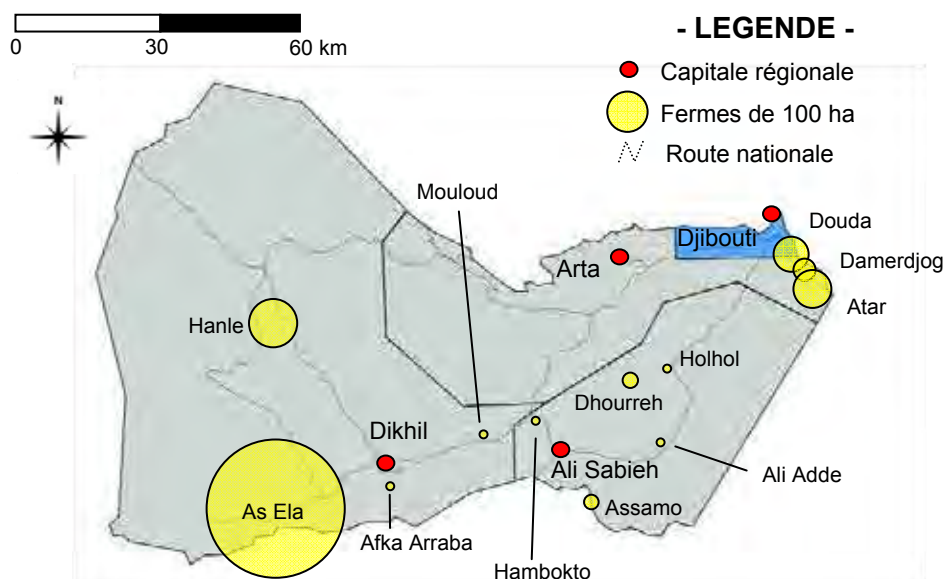 - LEGENDE -
0 30 60 km
Capitale régionale
Fermes de 100 ha
Route nationale
N
Mouloud
Douda
Djibouti
Damerdjog
Arta
Atar
Hanle
Holhol
Dhourreh
Dikhil
Ali Sabieh
Ali Adde
As Ela
Assamo
Afka Arraba
Hambokto